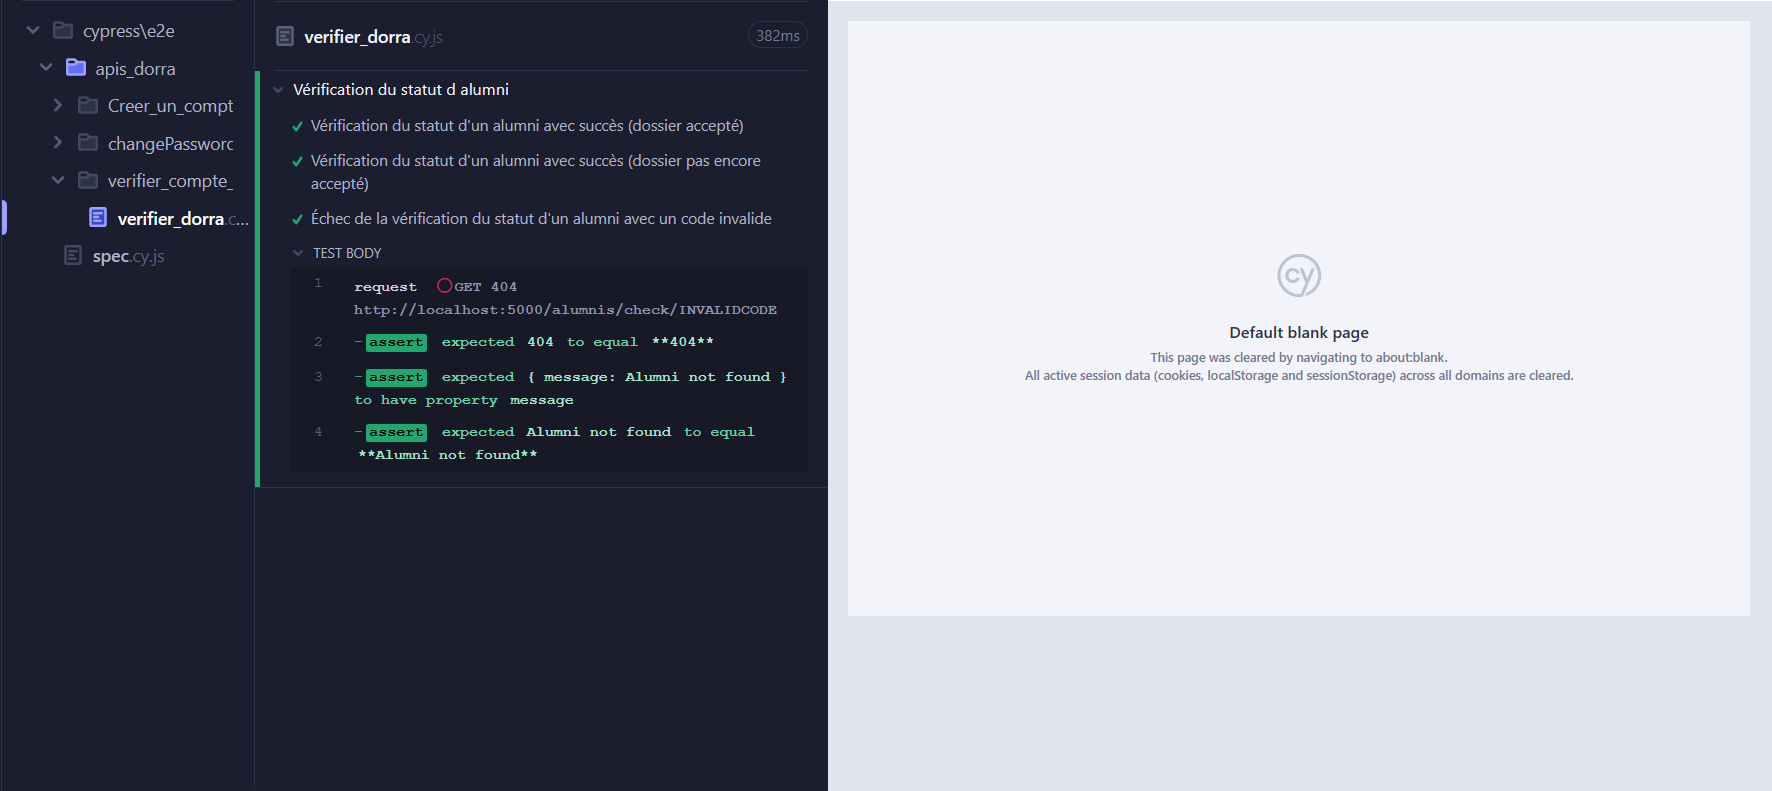 cypress\e2e
apis_dorra
Creer_un_compt
changePassword
verifier_compte_
verifier_dorra.c...
spec.cy.js
verifier_dorra.cy.js
382ms
Vérification du statut d alumni
Vérification du statut d'un alumni avec succès (dossier accepté)
Vérification du statut d'un alumni avec succès (dossier pas encore
accepté)
Échec de la vérification du statut d'un alumni avec un code invalide
TEST BODY
1 request GET 404
http://localhost:5000/alumnis/check/INVALIDCODE
2 -assert expected 404 to equal **404**
3 -assert expected { message: Alumni not found }
to have property message
4 -assert expected Alumni not found to equal
**Alumni not found**
cy
Default blank page
This page was cleared by navigating to about:blank.
All active session data (cookies, localStorage and sessionStorage) across all domains are cleared.